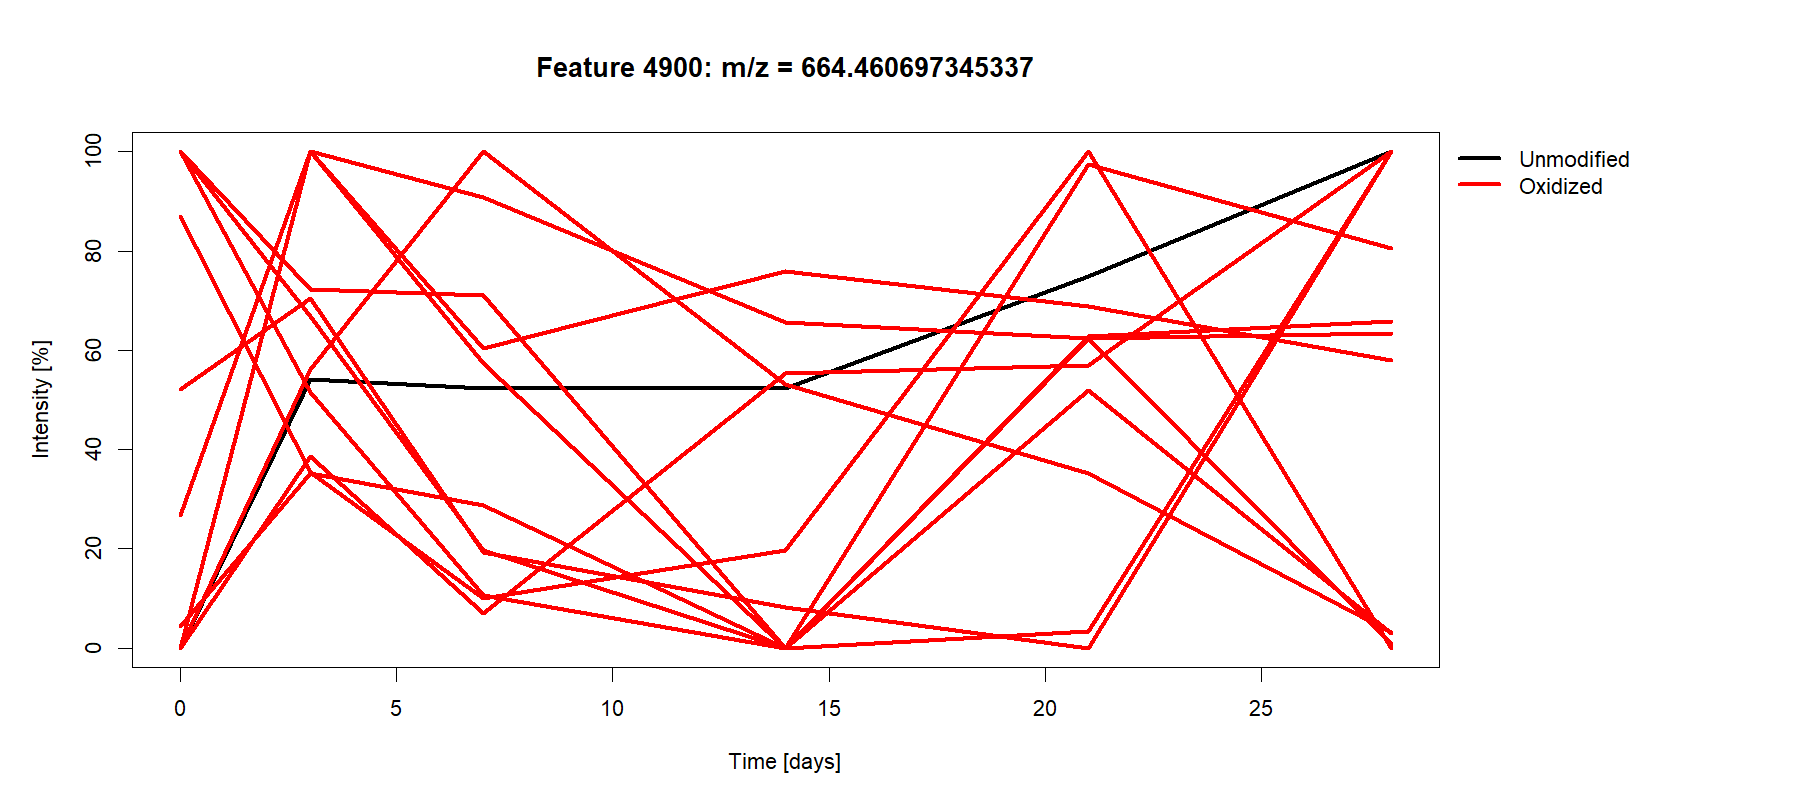 Feature 4900: m/z = 664.460697345337
Unmodified
Oxidized
Intensity [%]
100
80
60
40
20
0
0 5 10 15 20 25
Time [days]